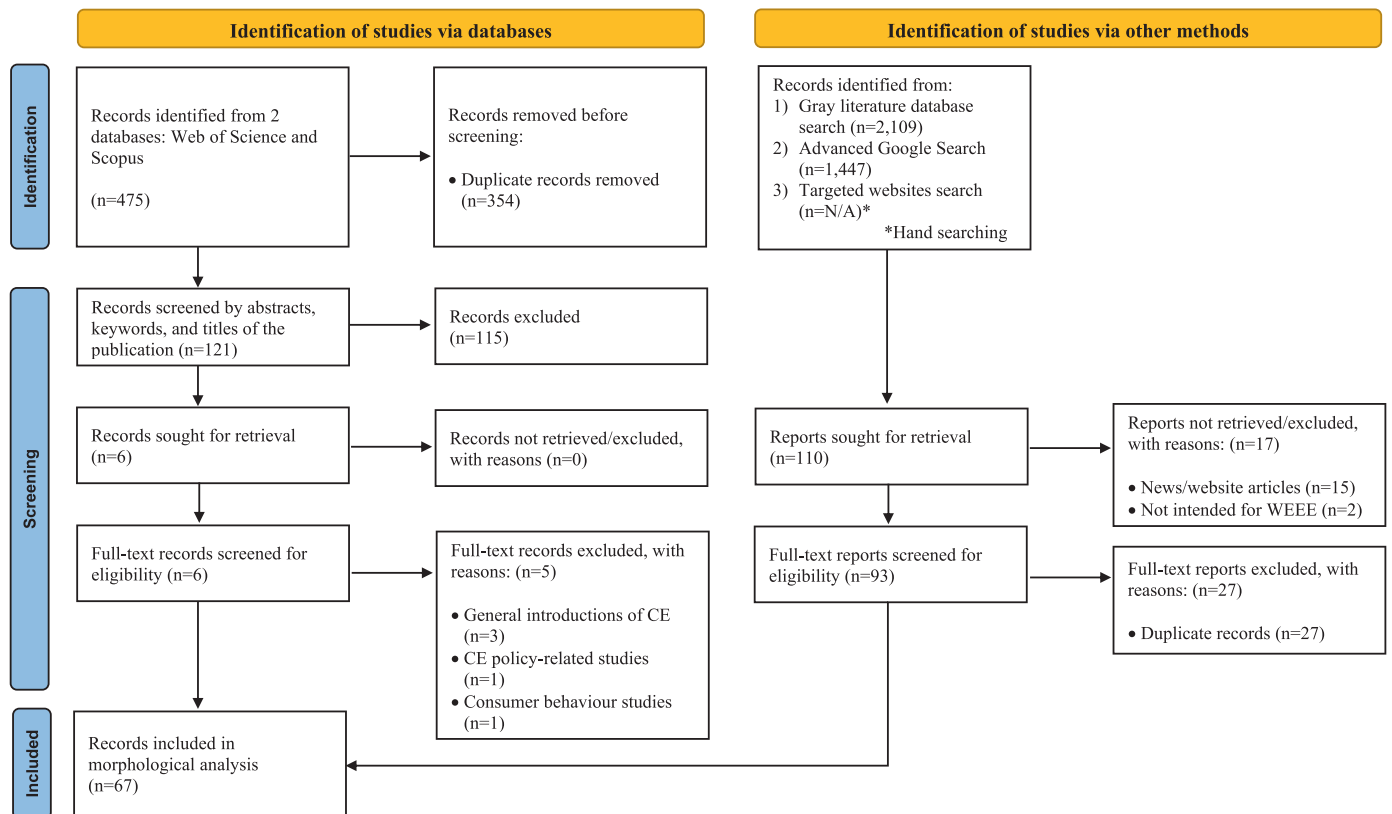 Identification of studies via databases
Identification of studies via other methods
Identification
Records identified from 2
databases: Web of Science and
Scopus
(n=475)
Records removed before
screening:
• Duplicate records removed
(n=354)
Records identified from:
1) Gray literature database
search (n=2,109)
2) Advanced Google Search
(n=1,447)
3) Targeted websites search
(n=N/A)*
*Hand searching
Screening
Records screened by abstracts,
keywords, and titles of the
publication (n=121)
Records excluded
(n=115)
Records sought for retrieval
(n=6)
Records not retrieved/excluded,
with reasons (n=0)
Reports sought for retrieval
(n=110)
Reports not retrieved/excluded,
with reasons: (n=17)
• News/website articles (n=15)
• Not intended for WEEE (n=2)
Full-text records screened for
eligibility (n=6)
Full-text records excluded, with
reasons: (n=5)
• General introductions of CE
(n=3)
• CE policy-related studies
(n=1)
• Consumer behaviour studies
(n=1)
Full-text reports screened for
eligibility (n=93)
Full-text reports excluded, with
reasons: (n=27)
• Duplicate records (n=27)
Included
Records included in
morphological analysis
(n=67)